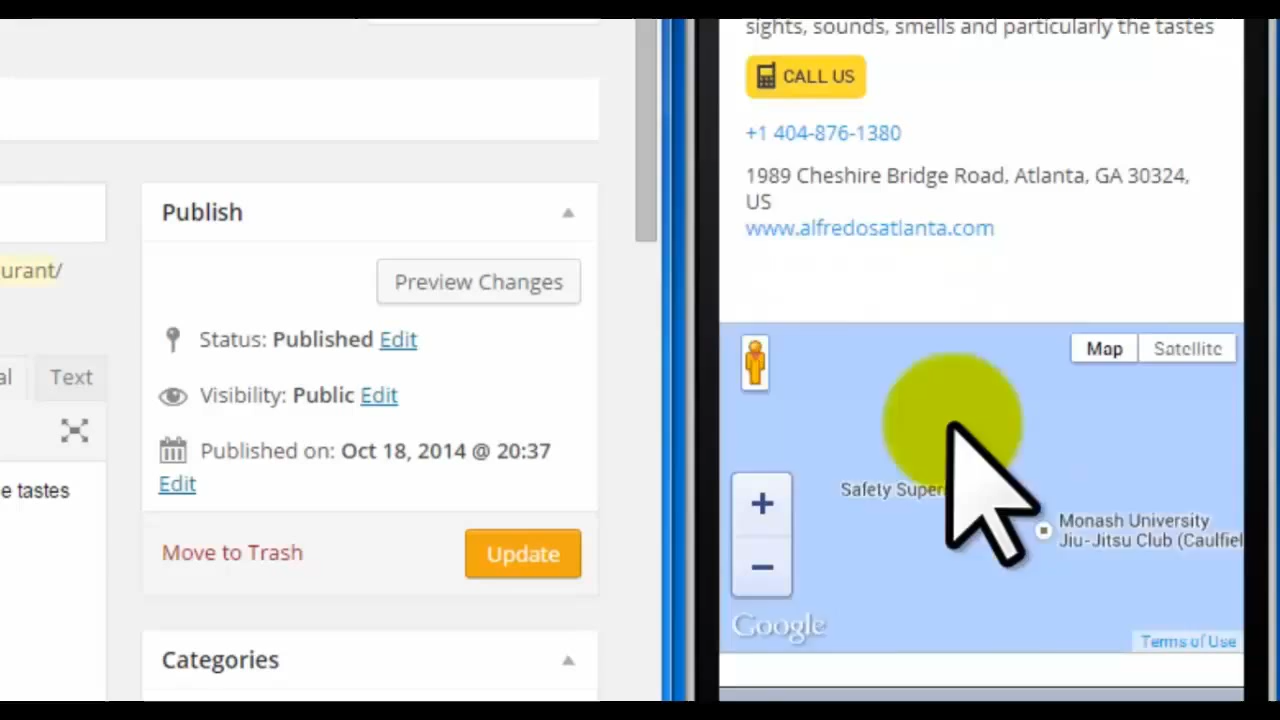 urant/
al
Text
e tastes
Publish
Preview Changes
Status: Published Edit
Visibility: Public Edit
Published on: Oct 18, 2014 @ 20:37
Edit
Move to Trash
Update
Categories
sights, sounds, smells and particularly the tastes
CALL US
+1 404-876-1380
1989 Cheshire Bridge Road, Atlanta, GA 30324,
US
www.alfredosatlanta.com
Map
Satellite
Safety
Monash University
Jiu-Jitsu Club (Caulfiel
+
−
Google
Terms of Use